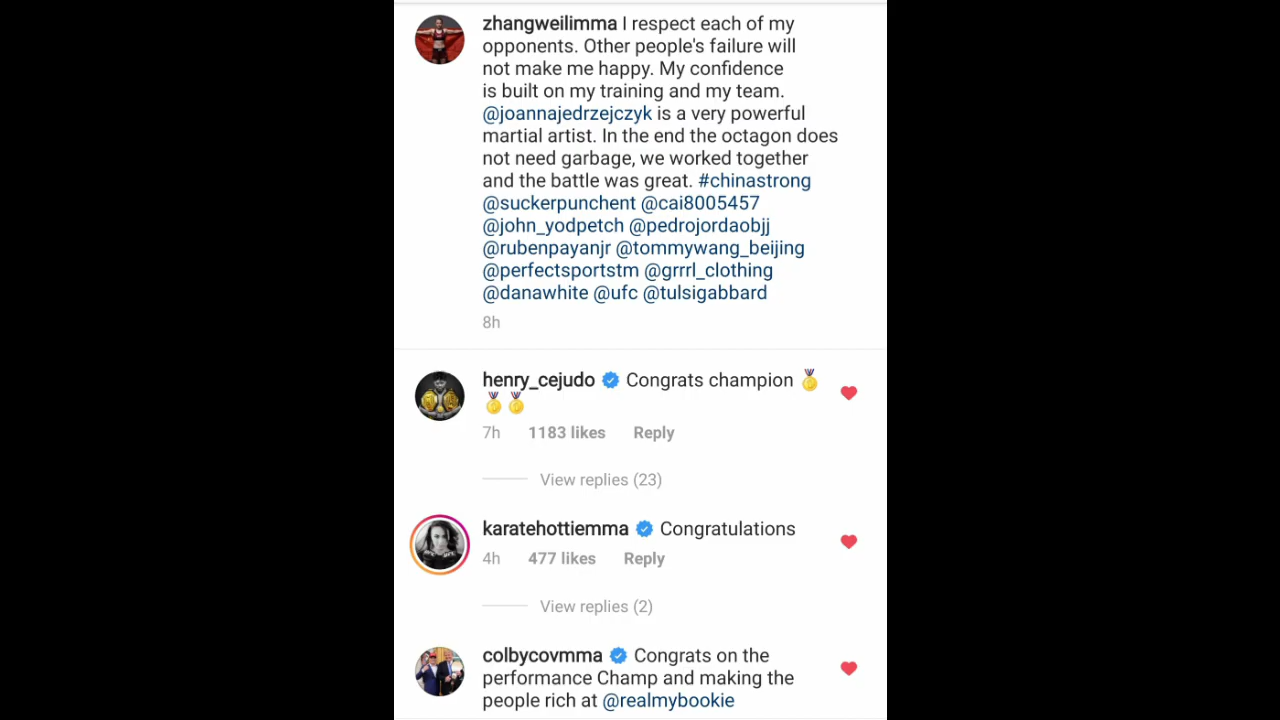 zhangweilimma I respect each of my
opponents. Other people's failure will
not make me happy. My confidence
is built on my training and my team.
@joannajedrzejczyk is a very powerful
martial artist. In the end the octagon does
not need garbage, we worked together
and the battle was great. #chinastrong
@suckerpunchent @cai8005457
@john_yodpetch @pedrojordaobjj
@rubenpayanjr @tommywang_beijing
@perfectsportstm @grrrl_clothing
@danawhite @ufc @tulsigabbard
8h
henry_cejudo Congrats champion 🏅
🏅🏅
7h 1183 likes Reply
View replies (23)
karatehottiemma Congratulations
4h 477 likes Reply
View replies (2)
colbycovmma Congrats on the
performance Champ and making the
people rich at @realmybookie